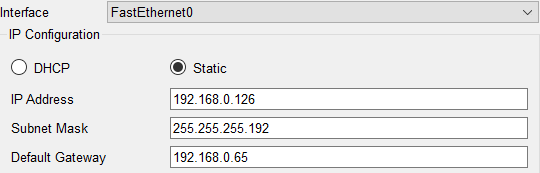 Interface FastEthernet0
IP Configuration
DHCP Static
IP Address 192.168.0.126
Subnet Mask 255.255.255.192
Default Gateway 192.168.0.65